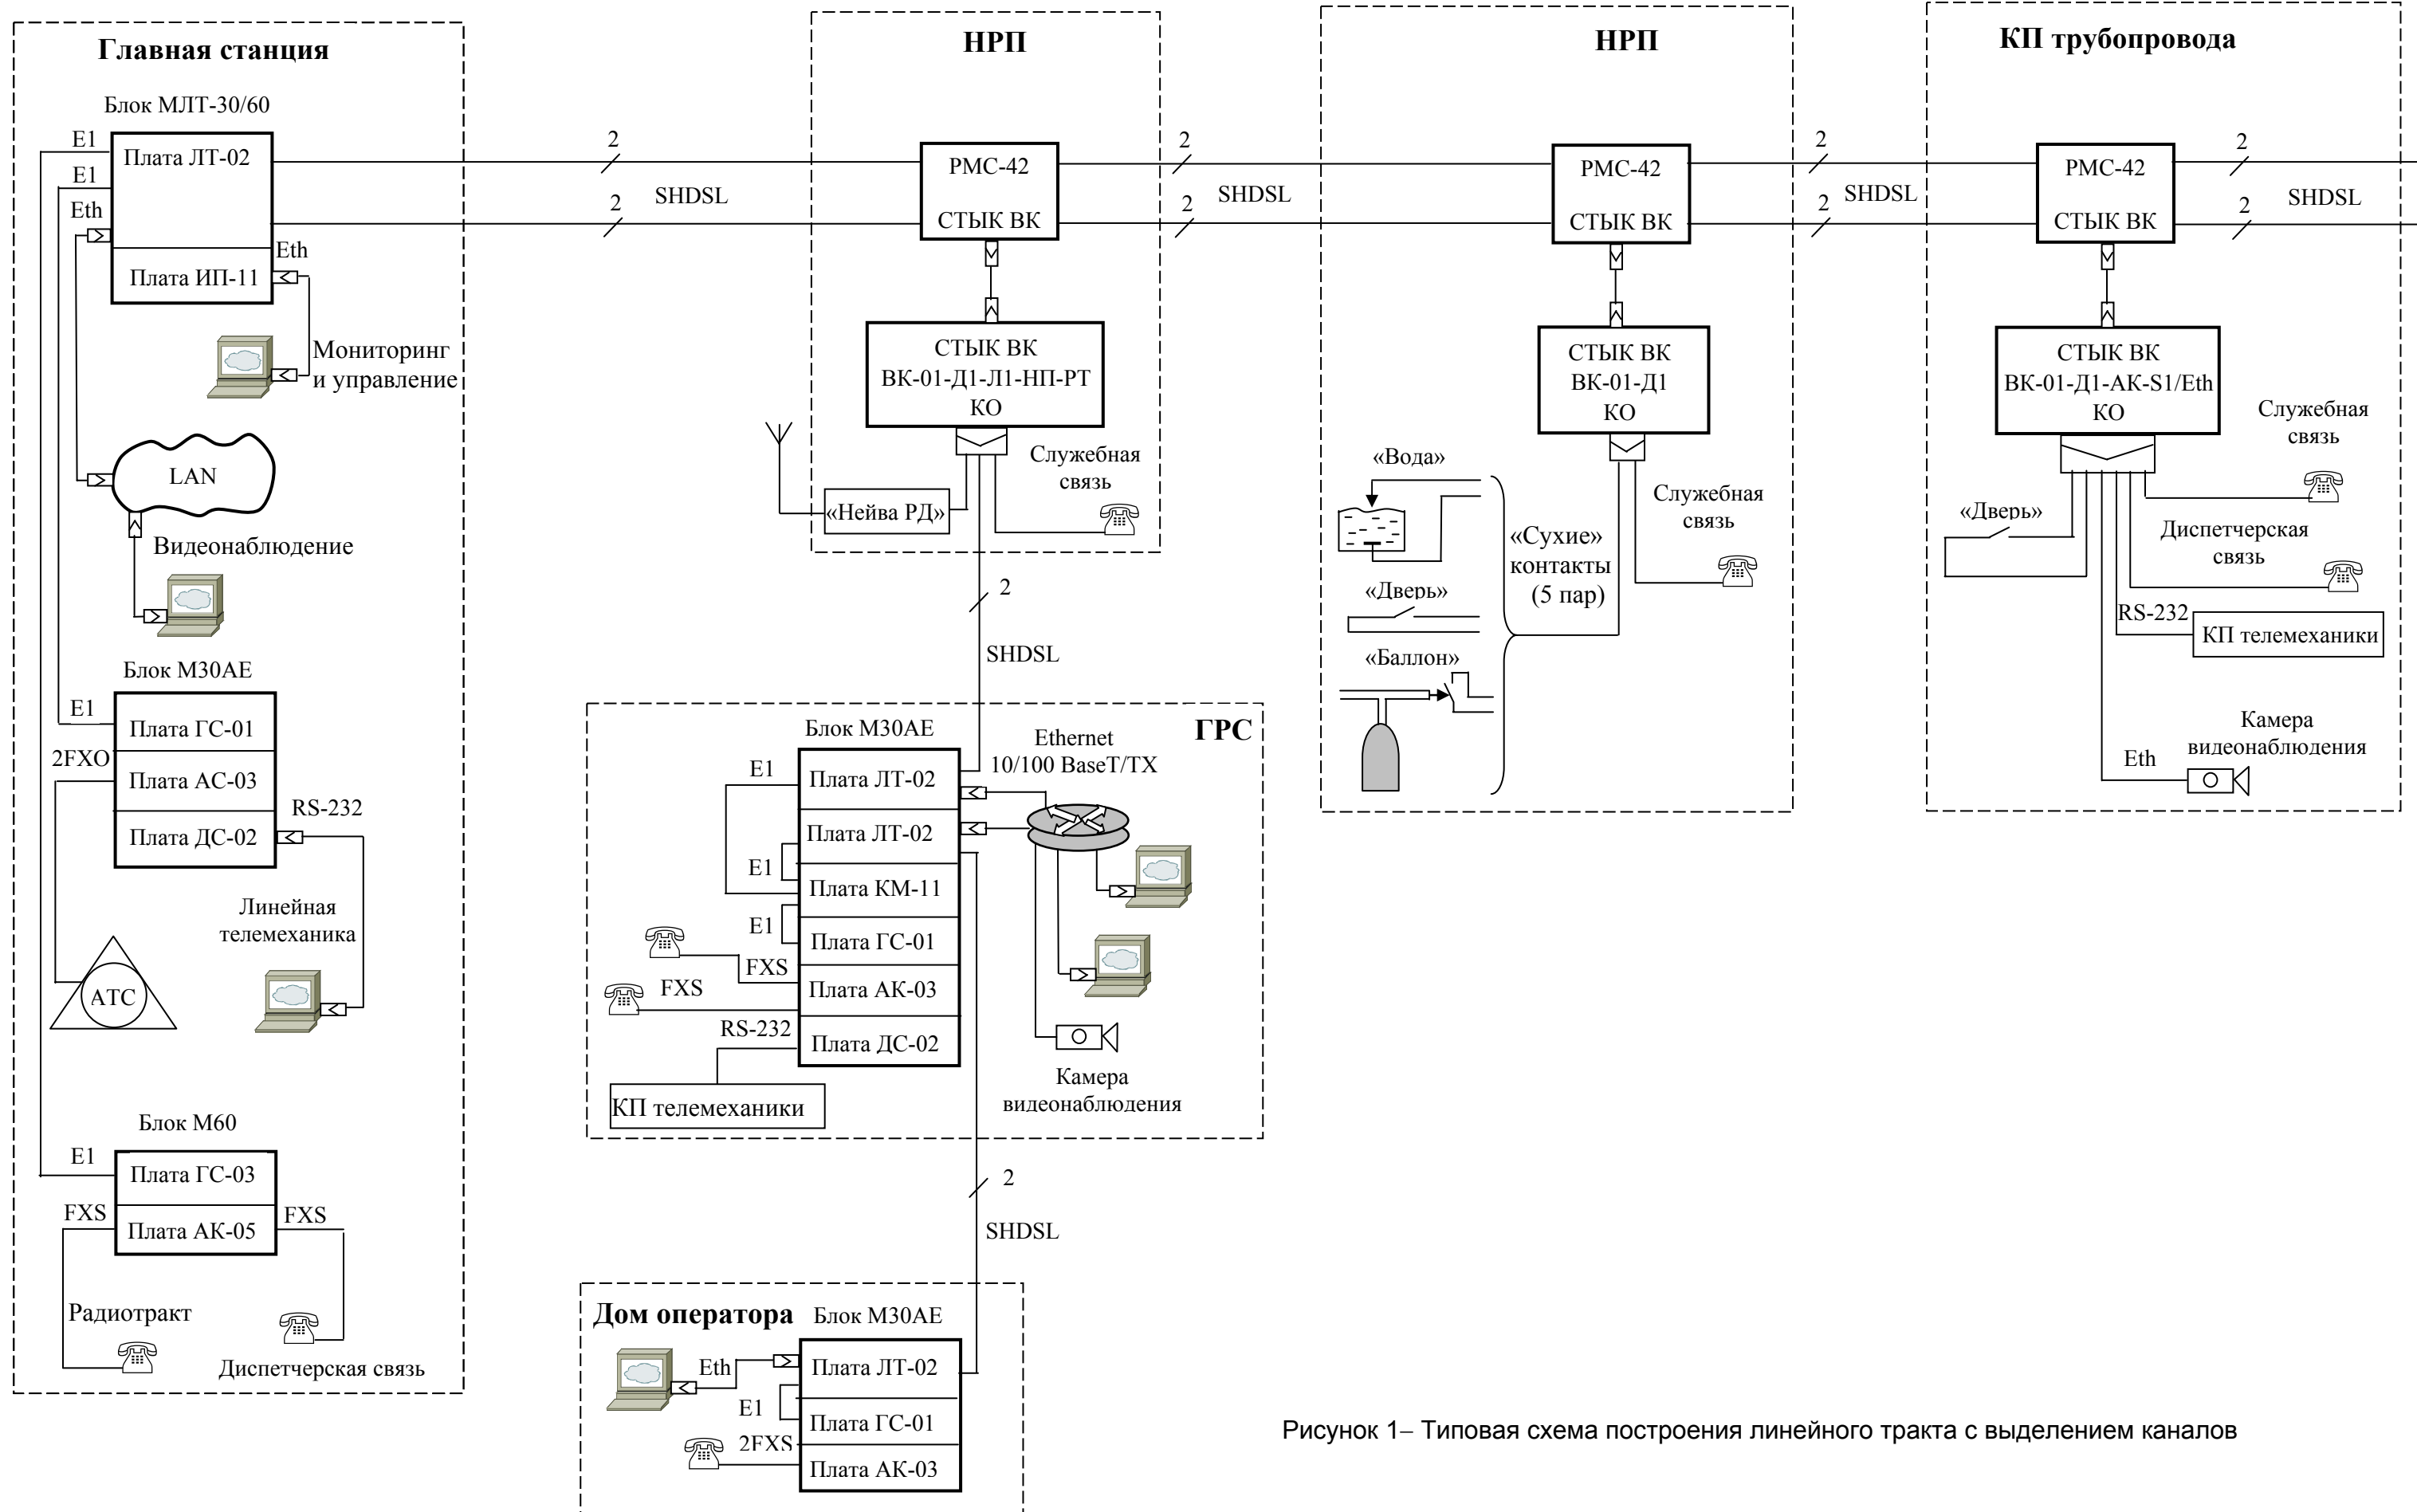 Главная станция
Блок МЛТ-30/60
E1
Плата ЛТ-02
E1
Eth
Eth
Плата ИП-11
Мониторинг
и управление
LAN
Видеонаблюдение
Блок М30АЕ
E1
Плата ГС-01
2FXO
Плата АС-03
RS-232
Плата ДС-02
Линейная
телемеханика
АТС
Блок М60
E1
Плата ГС-03
FXS
FXS
Плата АК-05
Радиотракт
Диспетчерская связь
2
SHDSL
2
НРП
РМС-42
СТЫК ВК
СТЫК ВК
ВК-01-Д1-Л1-НП-РТ
КО
Служебная
связь
«Нейва РД»
2
SHDSL
2
SHDSL
2
ГРС
Блок М30АЕ
Ethernet
10/100 BaseT/TX
E1
Плата ЛТ-02
Плата ЛТ-02
E1
Плата КМ-11
E1
Плата ГС-01
FXS
FXS
Плата АК-03
RS-232
Плата ДС-02
КП телемеханики
Камера
видеонаблюдения
2
SHDSL
Дом оператора
Блок М30АЕ
Eth
Плата ЛТ-02
E1
Плата ГС-01
2FXS
Плата АК-03
НРП
РМС-42
СТЫК ВК
СТЫК ВК
ВК-01-Д1
КО
«Вода»
Служебная
связь
«Сухие»
контакты
(5 пар)
«Дверь»
«Баллон»
2
SHDSL
2
КП трубопровода
РМС-42
СТЫК ВК
2
SHDSL
2
СТЫК ВК
ВК-01-Д1-АК-S1/Eth
КО
Служебная
связь
«Дверь»
Диспетчерская
связь
RS-232
КП телемеханики
Камера
видеонаблюдения
Eth
Рисунок 1– Типовая схема построения линейного тракта с выделением каналов